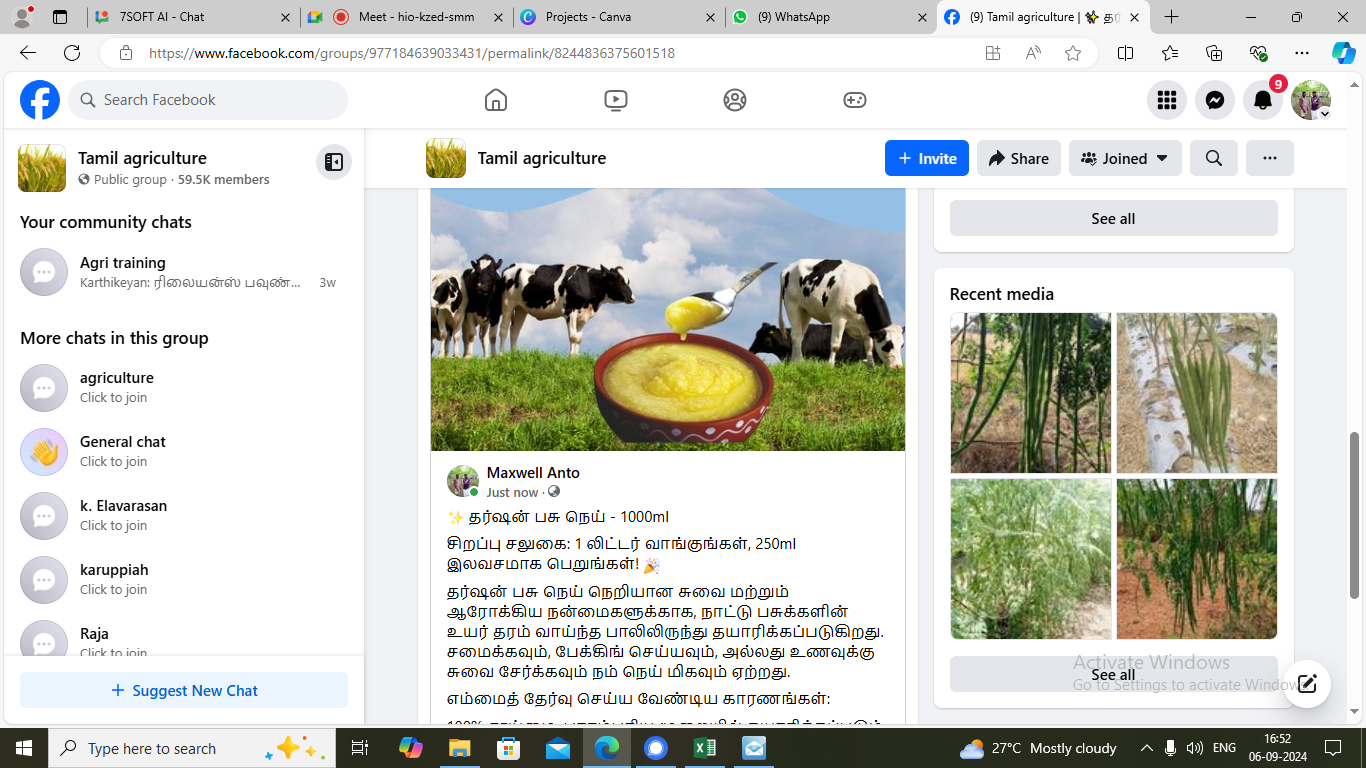 7SOFT AI - Chat
Meet - hio-kzed-smm
Projects - Canva
(9) WhatsApp
(9) Tamil agriculture | ✨ தர்
https://www.facebook.com/groups/977184639033431/permalink/8244836375601518
Search Facebook
9
Tamil agriculture
Public group · 59.5K members
Your community chats
Agri training
Karthikeyan: ரிலையன்ஸ் பவுண்... 3w
More chats in this group
agriculture
Click to join
General chat
Click to join
k. Elavarasan
Click to join
karuppiah
Click to join
Raja
Click to join
+ Suggest New Chat
Tamil agriculture
+ Invite
Share
Joined
Maxwell Anto
Just now ·
✨ தர்ஷன் பசு நெய் - 1000ml
சிறப்பு சலுகை: 1 லிட்டர் வாங்குங்கள், 250ml
இலவசமாக பெறுங்கள்! 🎉
தர்ஷன் பசு நெய் நெறியான சுவை மற்றும்
ஆரோக்கிய நன்மைகளுக்காக, நாட்டு பசுக்களின்
உயர் தரம் வாய்ந்த பாலிலிருந்து தயாரிக்கப்படுகிறது.
சமைக்கவும், பேக்கிங் செய்யவும், அல்லது உணவுக்கு
சுவை சேர்க்கவும் நம் நெய் மிகவும் ஏற்றது.
எம்மைத் தேர்வு செய்ய வேண்டிய காரணங்கள்:
See all
Recent media
See all
Activate Windows
Go to Settings to activate Window
Type here to search
27°C Mostly cloudy
ENG
16:52
06-09-2024